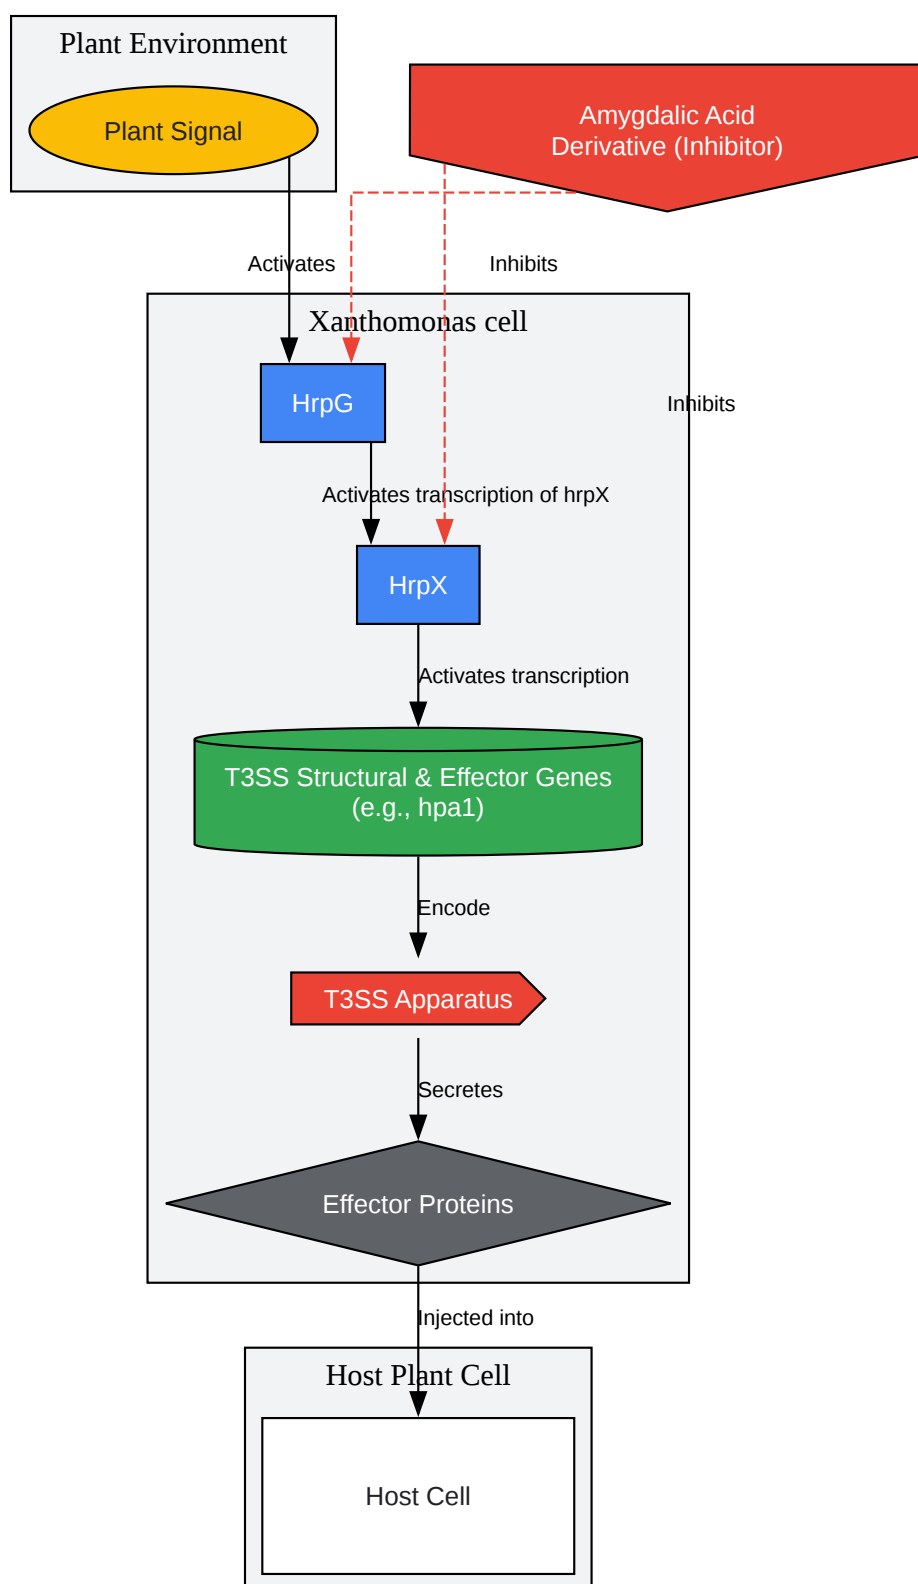 Plant Environment
Plant Signal
Amygdalic Acid
Derivative (Inhibitor)
Activates
Inhibits
Xanthomonas cell
HrpG
Inhibits
Activates transcription of hrpX
HrpX
Activates transcription
T3SS Structural & Effector Genes
(e.g., hpa1)
Encode
T3SS Apparatus
Secretes
Effector Proteins
Injected into
Host Plant Cell
Host Cell